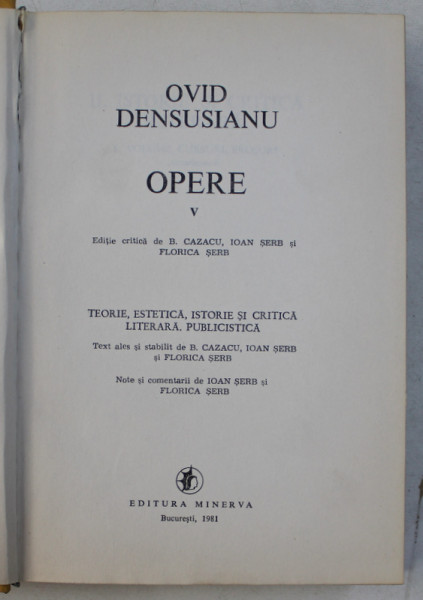 OVID
DENSUSIANU
OPERE
V
Ediție critică de B. CAZACU, IOAN ȘERB și
FLORICA ȘERB
TEORIE, ESTETICĂ, ISTORIE ȘI CRITICĂ
LITERARĂ. PUBLICISTICĂ
Text ales și stabilit de B. CAZACU, IOAN ȘERB
și FLORICA ȘERB
Note și comentarii de IOAN ȘERB și
FLORICA ȘERB
EDITURA MINERVA
București, 1981